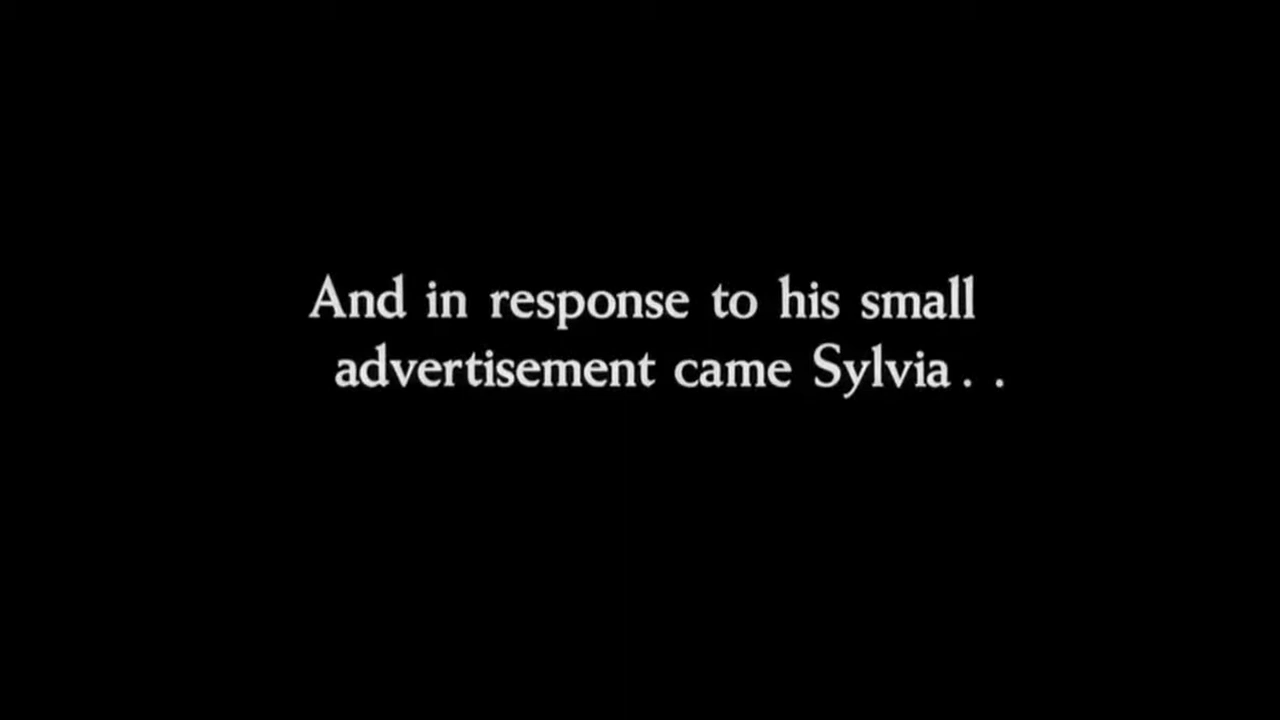 And in response to his small
advertisement came Sylvia . .